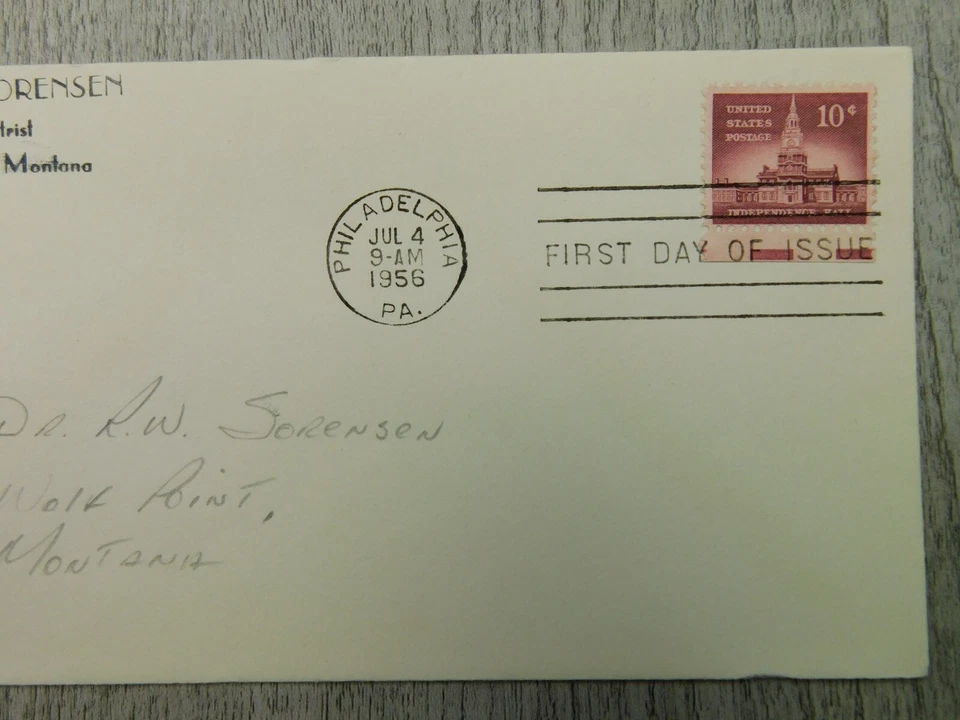 ORENSEN
trist
Montana
PHILADELPHIA
JUL 4
9-AM
1956
PA.
UNITED
STATES
POSTAGE
10¢
INDEPENDENCE HALL
FIRST DAY OF ISSUE
DR. R.W. SORENSEN
Wolf Point,
MONTANA